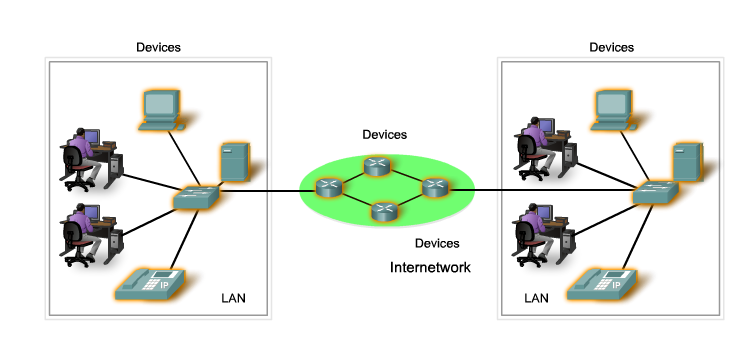 Devices
Devices
Devices
Devices
Internetwork
IP
LAN
LAN
IP